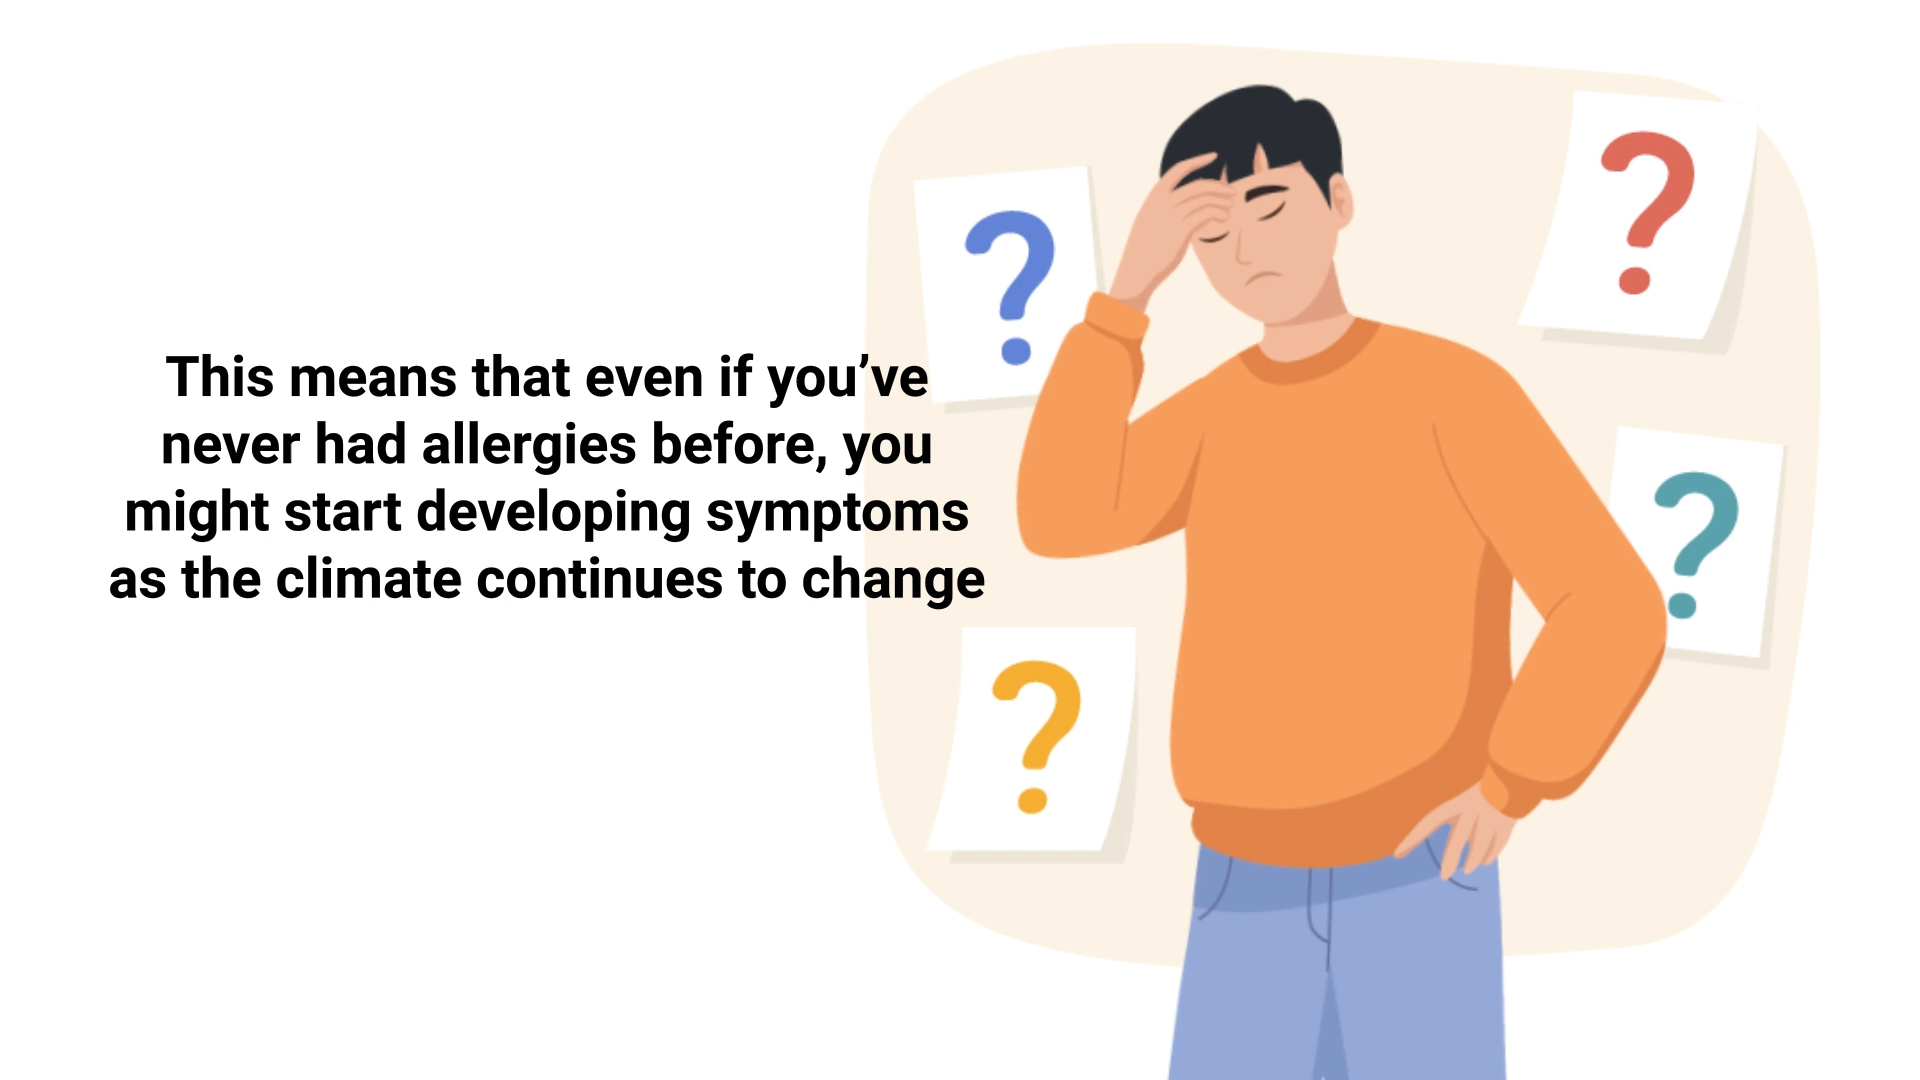 This means that even if you’ve
never had allergies before, you
might start developing symptoms
as the climate continues to change
?
?
?
?